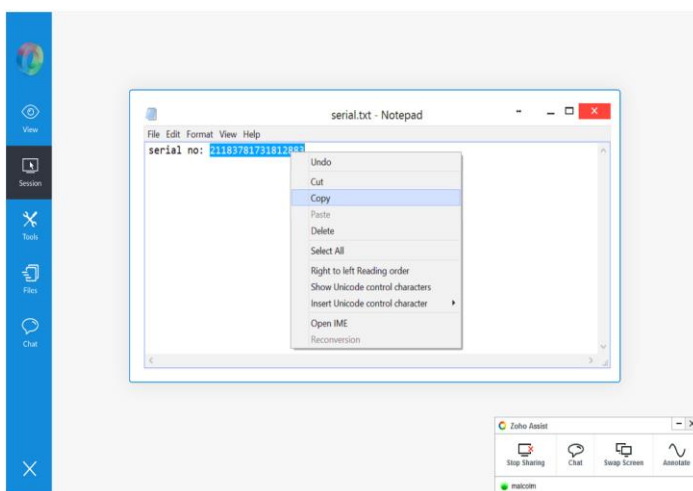 View
Session
Tools
Files
Chat
serial.txt - Notepad
File Edit Format View Help
serial no: 21183781731812883
Undo
Cut
Copy
Paste
Delete
Select All
Right to left Reading order
Show Unicode control characters
Insert Unicode control character
Open IME
Reconversion
Zoho Assist
Stop Sharing
Chat
Swap Screen
Annotate
malcolm